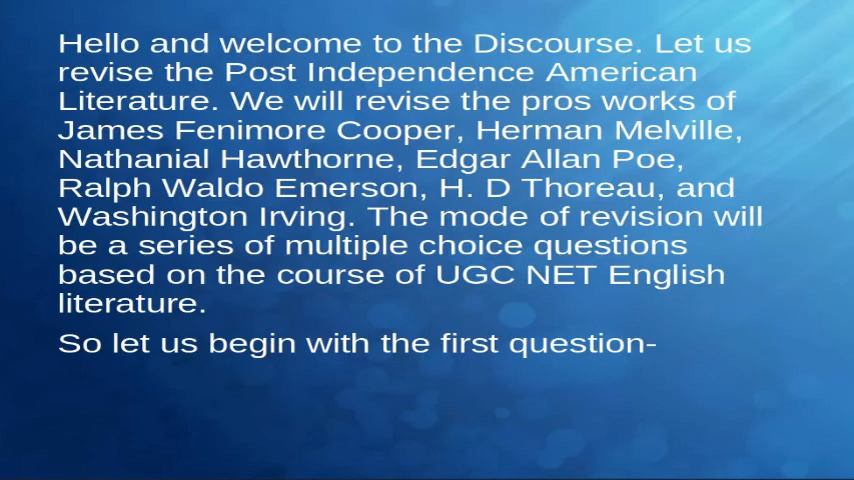 Hello and welcome to the Discourse. Let us
revise the Post Independence American
Literature. We will revise the pros works of
James Fenimore Cooper, Herman Melville,
Nathanial Hawthorne, Edgar Allan Poe,
Ralph Waldo Emerson, H. D Thoreau, and
Washington Irving. The mode of revision will
be a series of multiple choice questions
based on the course of UGC NET English
literature.
So let us begin with the first question-